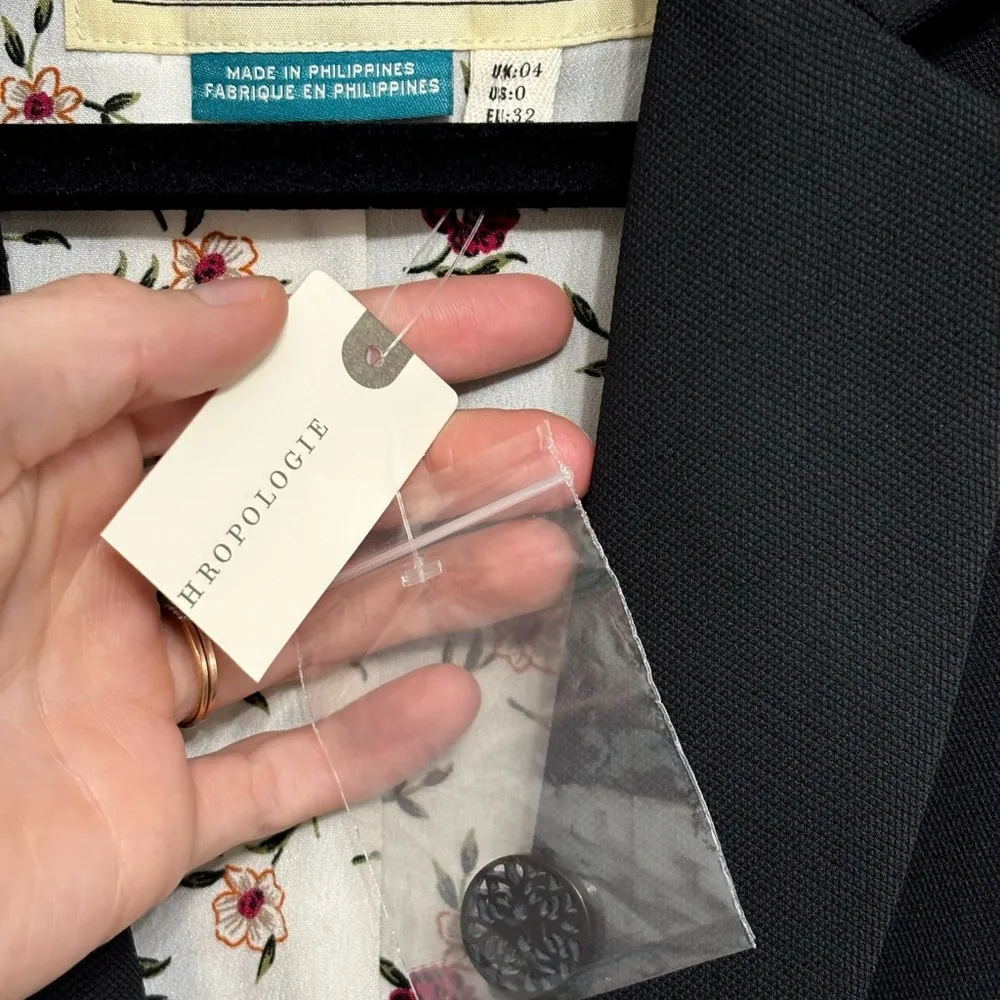 MADE IN PHILIPPINES
FABRIQUE EN PHILIPPINES
UK:04
US:0
EU:32
HROPOLOGIE